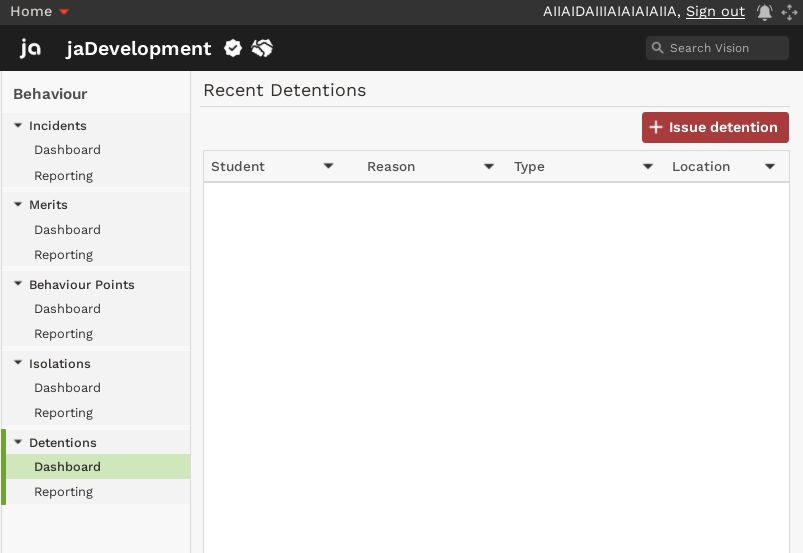 Home
AIIAIDAIIIAIAIAIAIIA, Sign out
ja jaDevelopment
Search Vision
Behaviour
Incidents
Dashboard
Reporting
Merits
Dashboard
Reporting
Behaviour Points
Dashboard
Reporting
Isolations
Dashboard
Reporting
Detentions
Dashboard
Reporting
Recent Detentions
Issue detention
Student Reason Type Location